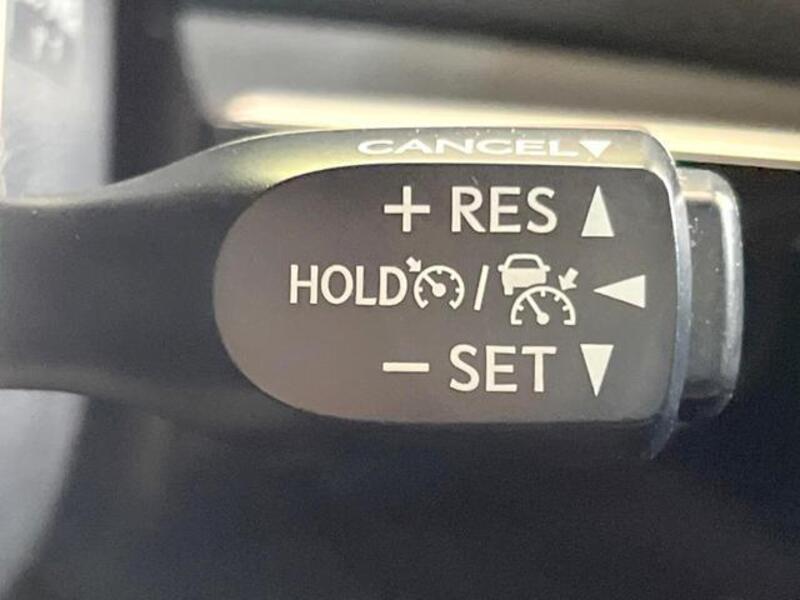 CANCEL▼
+ RES ▲
HOLD / ◀
− SET ▼